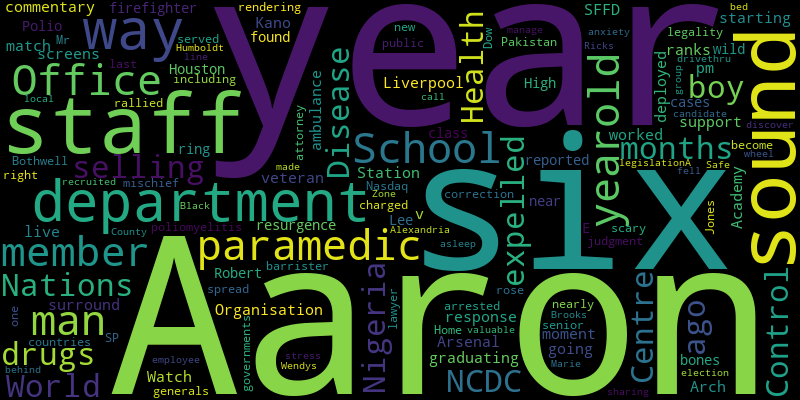 commentary firefighter rendering
Polio Kano found
screens Mr served way
match Humboldt
Houston line
Office last including
staff rallied
year
Liverpool
call
Health
Dow
new Pakistan
public
High
manage
anxiety
Ricks
SFFD bed
starting
legality
ranks wild
drivethru pm
boy
group
deployed
cases
local
Disease
ambulance
attorney
School class
yearold
support candidate
discover
sound
Bothwell ring
right selling
Station
Nasdaq
veteran
made
expelled
reported
worked months
become
wheel
legislationA Safe
fell
recruited mischief
department
Black
Zone
charged
Lee v
correction
near
six
Jones
Academy
live County
poliomyelitis
resurgence
Alexandria
asleep
E
judgment
scary
member paramedic
Nations
Robert barrister
spread
surround
one man
SP
countries
Organisation
Aaron
governments
Nigeria
lawyer
arrested
rose
nearly
response
Home valuable
Brooks
senior
Arsenal moment
graduating going
Centre
ago
Control
drugs
behind
World
Watch
employee
generals
stress
Wendys
NCDC
Marie
bones
election
Arch
sharing